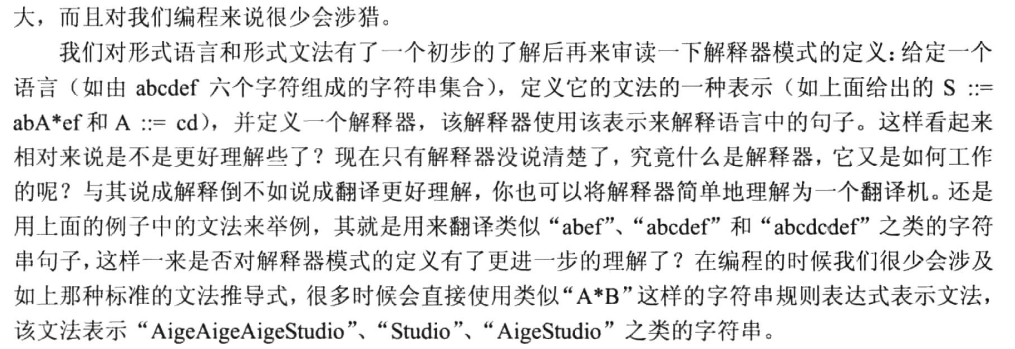 大，而且对我们编程来说很少会涉猎。
我们对形式语言和形式文法有了一个初步的了解后再来审读一下解释器模式的定义：给定一个
语言（如由 abcdef 六个字符组成的字符串集合），定义它的文法的一种表示（如上面给出的 S ::=
abA*ef 和 A ::= cd），并定义一个解释器，该解释器使用该表示来解释语言中的句子。这样看起来
相对来说是不是更好理解些了？现在只有解释器没说清楚了，究竟什么是解释器，它又是如何工作
的呢？与其说成解释倒不如说成翻译更好理解，你也可以将解释器简单地理解为一个翻译机。还是
用上面的例子中的文法来举例，其就是用来翻译类似“abef”、“abcdef”和“abcdcdef”之类的字符
串句子，这样一来是否对解释器模式的定义有了更进一步的理解了？在编程的时候我们很少会涉及
如上那种标准的文法推导式，很多时候会直接使用类似“A*B”这样的字符串规则表达式表示文法，
该文法表示“AigeAigeAigeStudio”、“Studio”、“AigeStudio”之类的字符串。